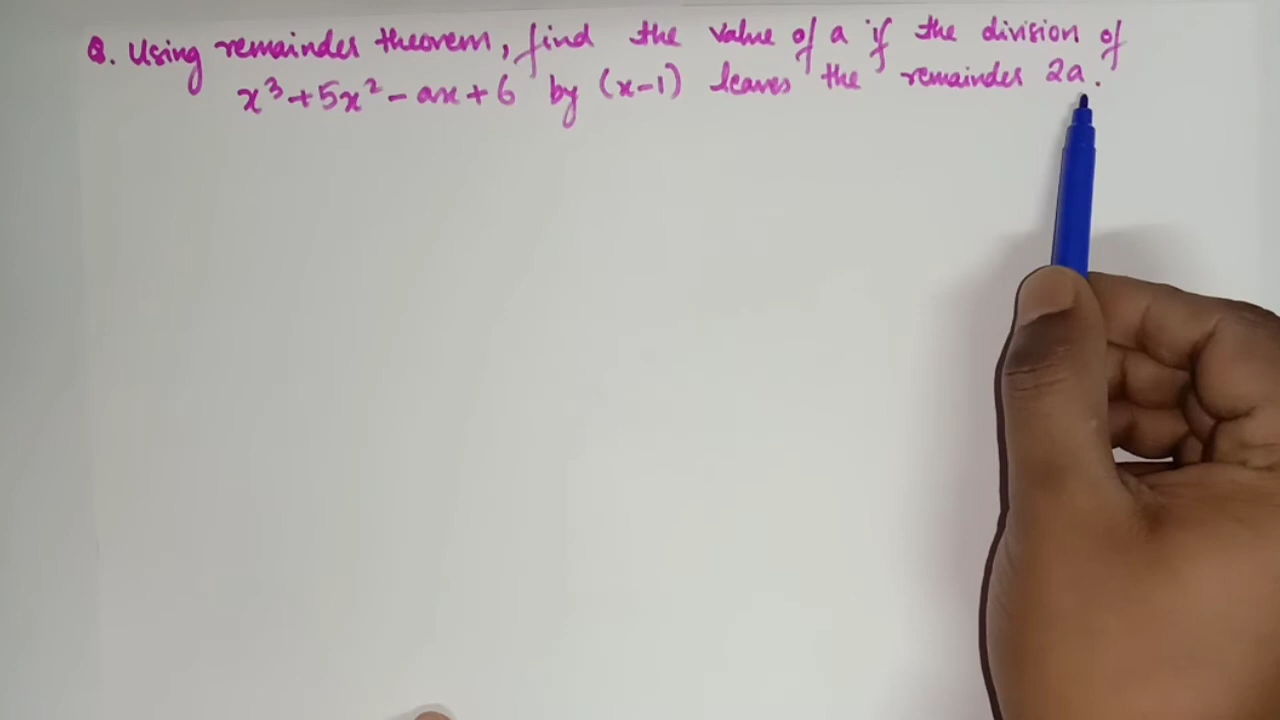 Q. Using remainder theorem, find the value of a if the division of
x³+5x²-ax+6 by (x-1) leaves the remainder 2a.